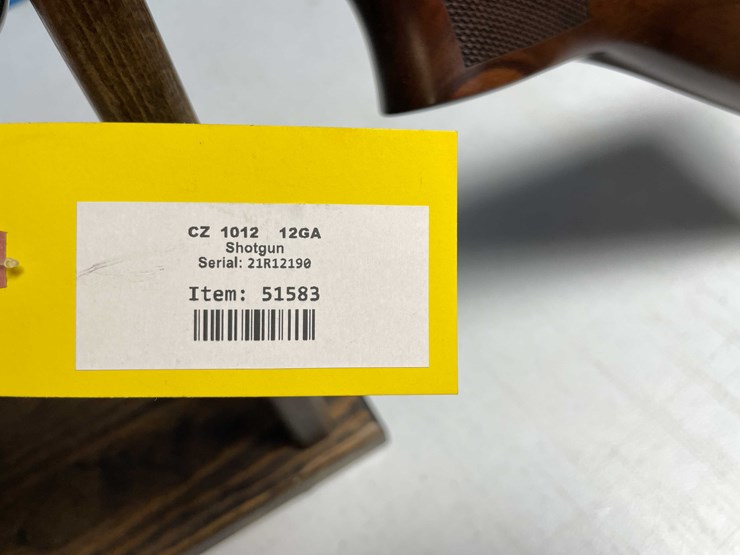 CZ 1012 12GA
Shotgun
Serial: 21R12190
Item: 51583